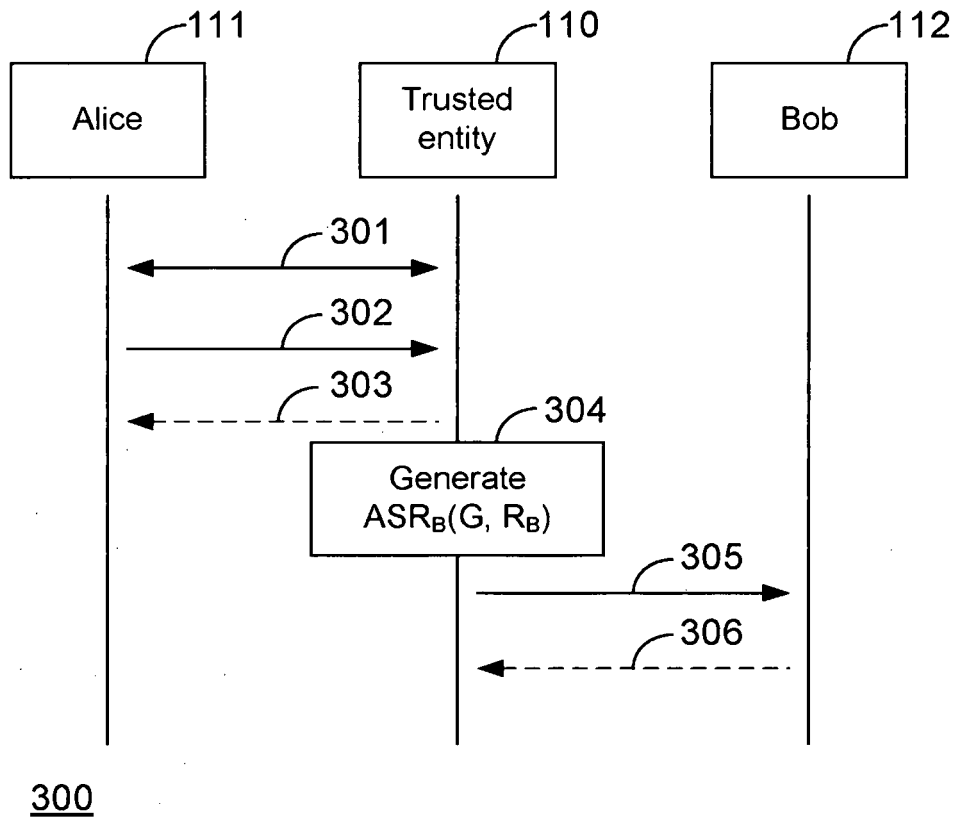 111
110
112
Alice
Trusted
entity
Bob
301
302
303
304
Generate
ASR_B(G, R_B)
305
306
300